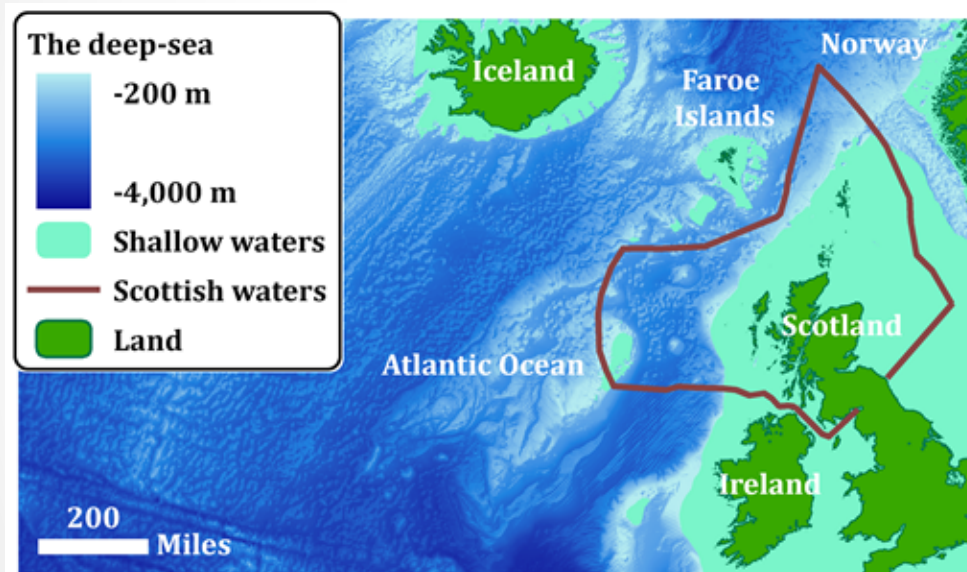 The deep-sea
-200 m
-4,000 m
Shallow waters
Scottish waters
Land
200
Miles
Iceland
Faroe
Islands
Norway
Atlantic Ocean
Scotland
Ireland